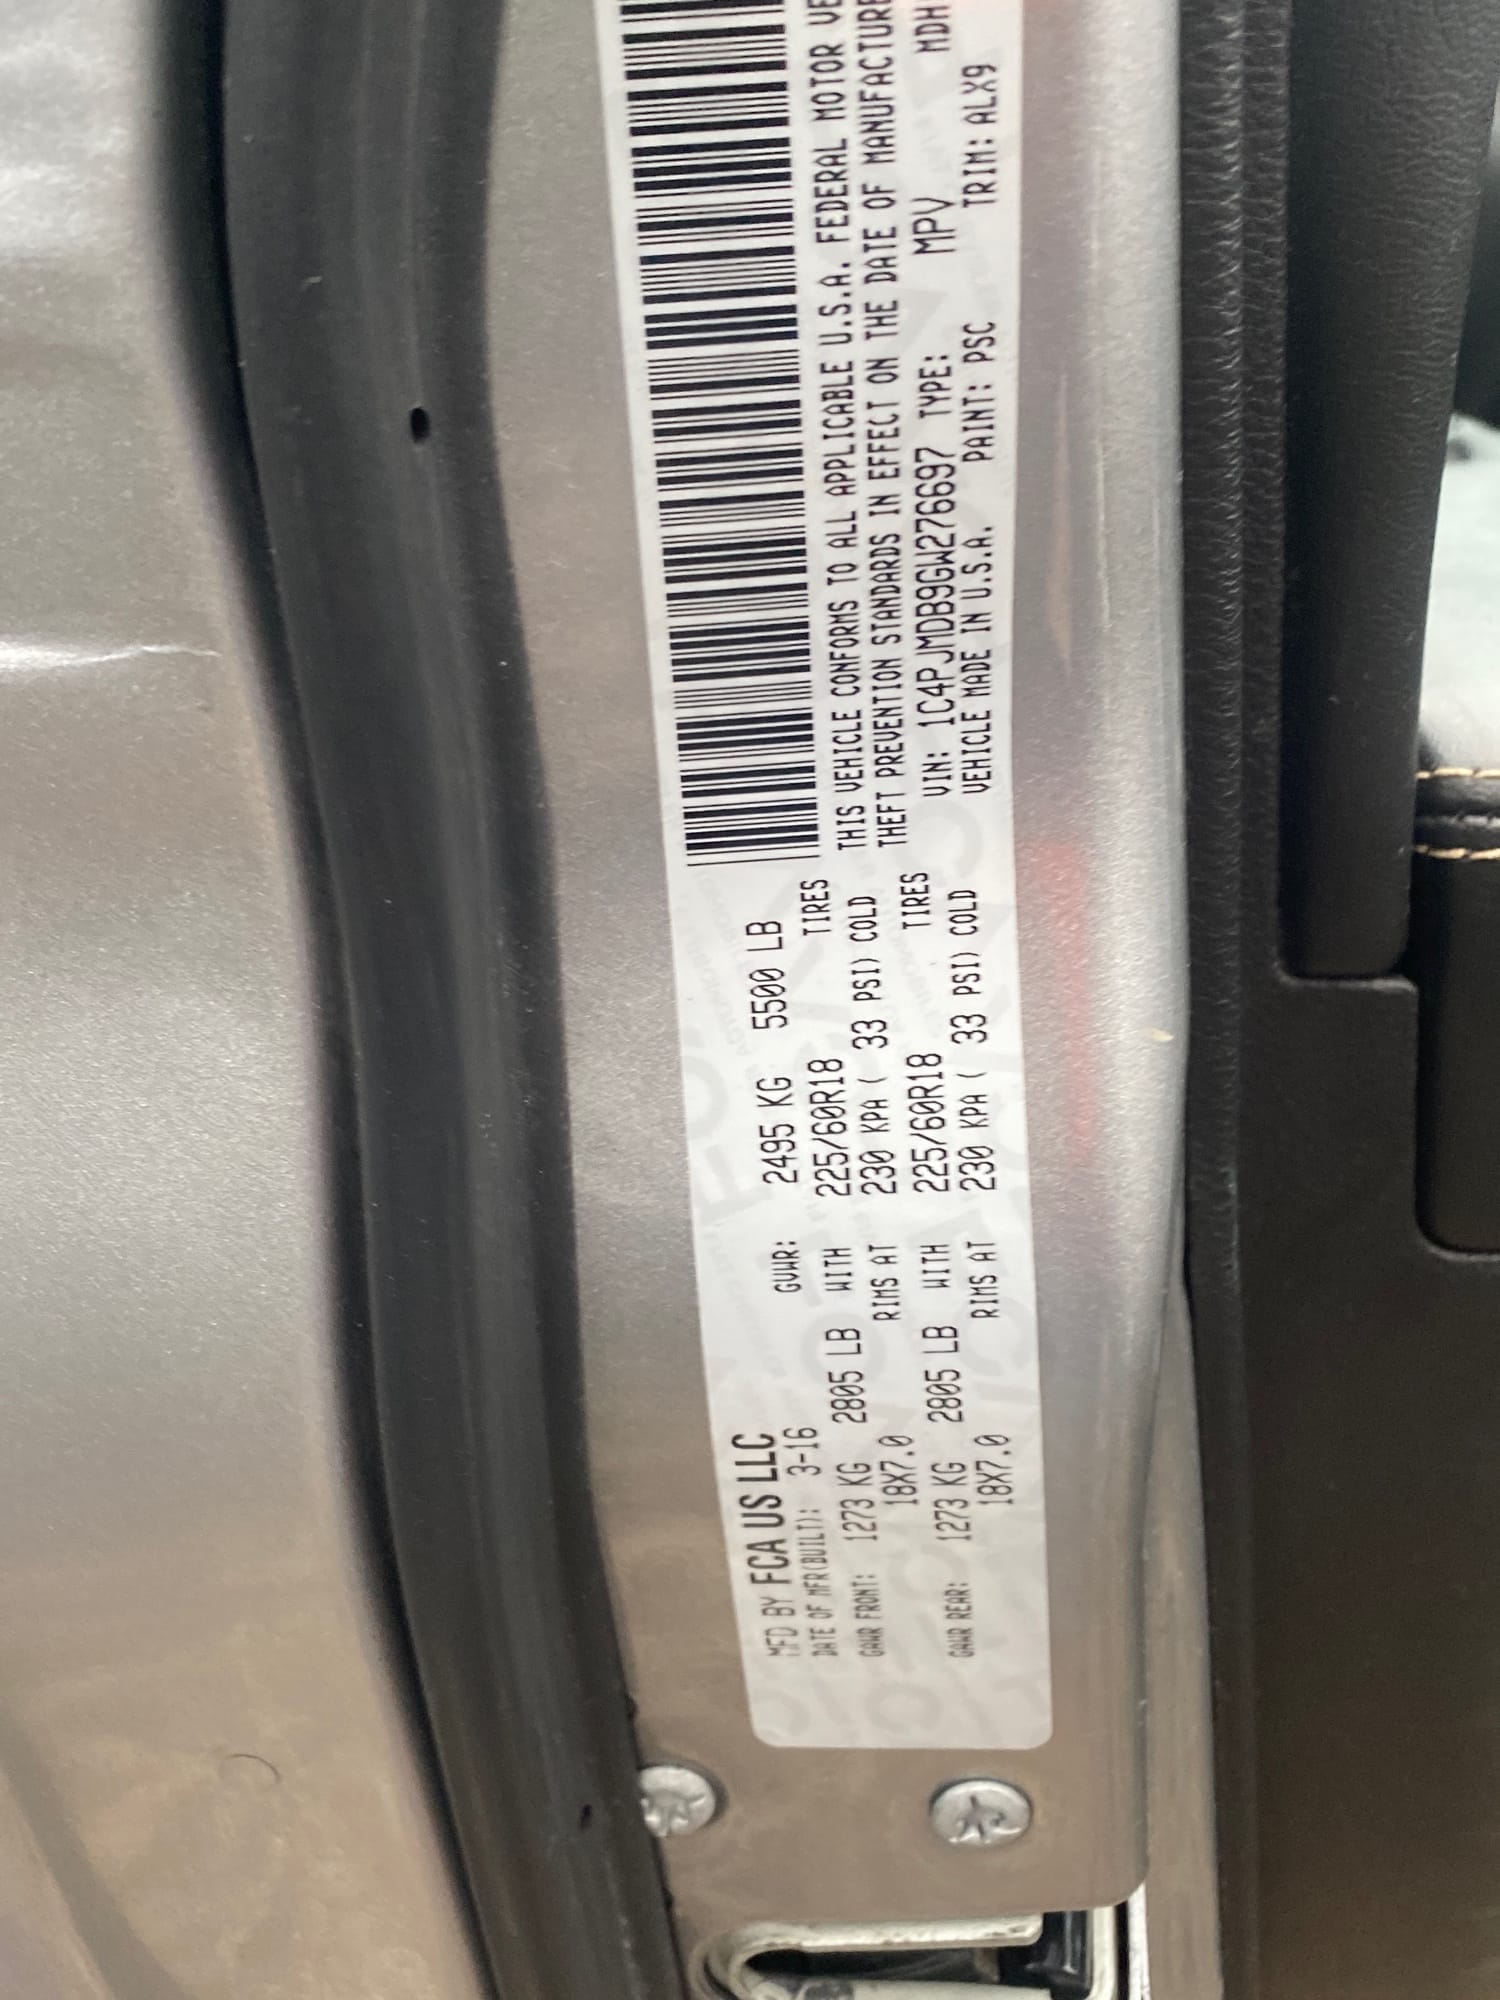 MFD BY FCA US LLC
DATE OF MFR(BUILT): 3-16 GVWR: 2495 KG 5500 LB
GAWR FRONT: 1273 KG 2805 LB WITH 225/60R18 TIRES
18X7.0 RIMS AT 230 KPA ( 33 PSI) COLD
GAWR REAR: 1273 KG 2805 LB WITH 225/60R18 TIRES
18X7.0 RIMS AT 230 KPA ( 33 PSI) COLD
THIS VEHICLE CONFORMS TO ALL APPLICABLE U.S.A. FEDERAL MOTOR VE
THEFT PREVENTION STANDARDS IN EFFECT ON THE DATE OF MANUFACTURE
VIN: 1C4PJMDB9GW276697 TYPE: MPV MDH
VEHICLE MADE IN U.S.A. PAINT: PSC TRIM: ALX9